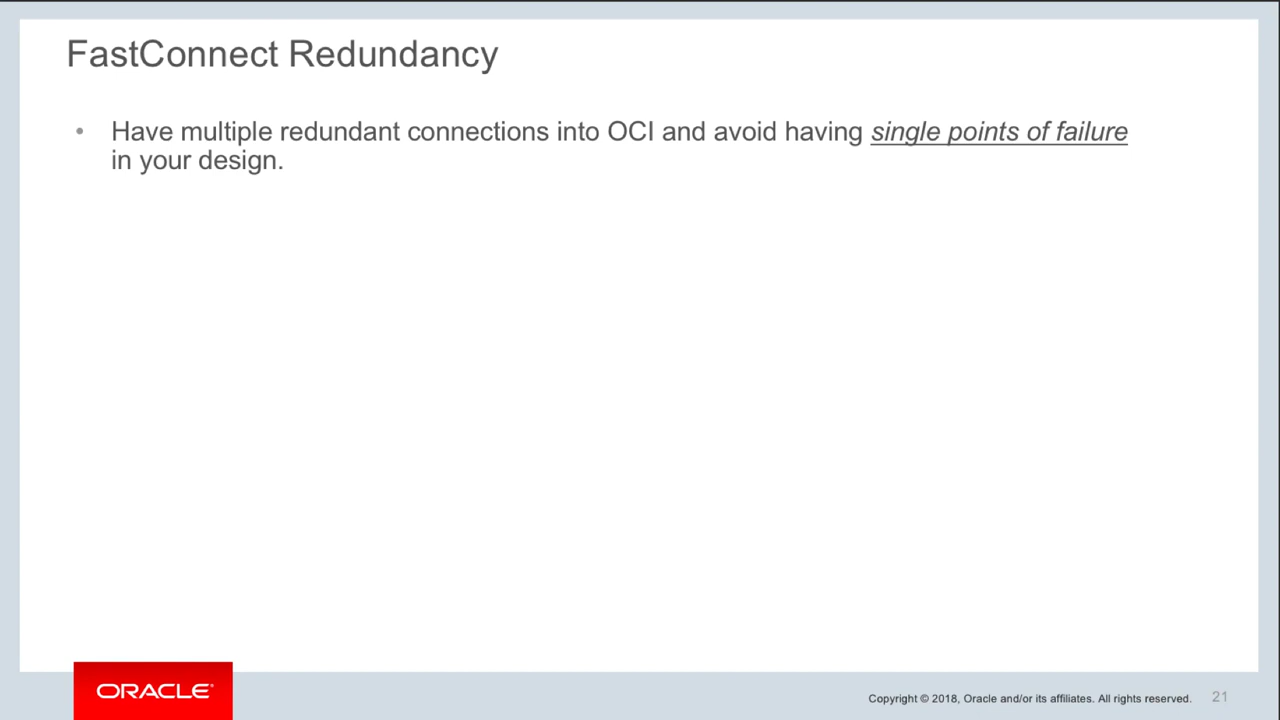 FastConnect Redundancy
• Have multiple redundant connections into OCI and avoid having single points of failure
in your design.
ORACLE®
Copyright © 2018, Oracle and/or its affiliates. All rights reserved. 21